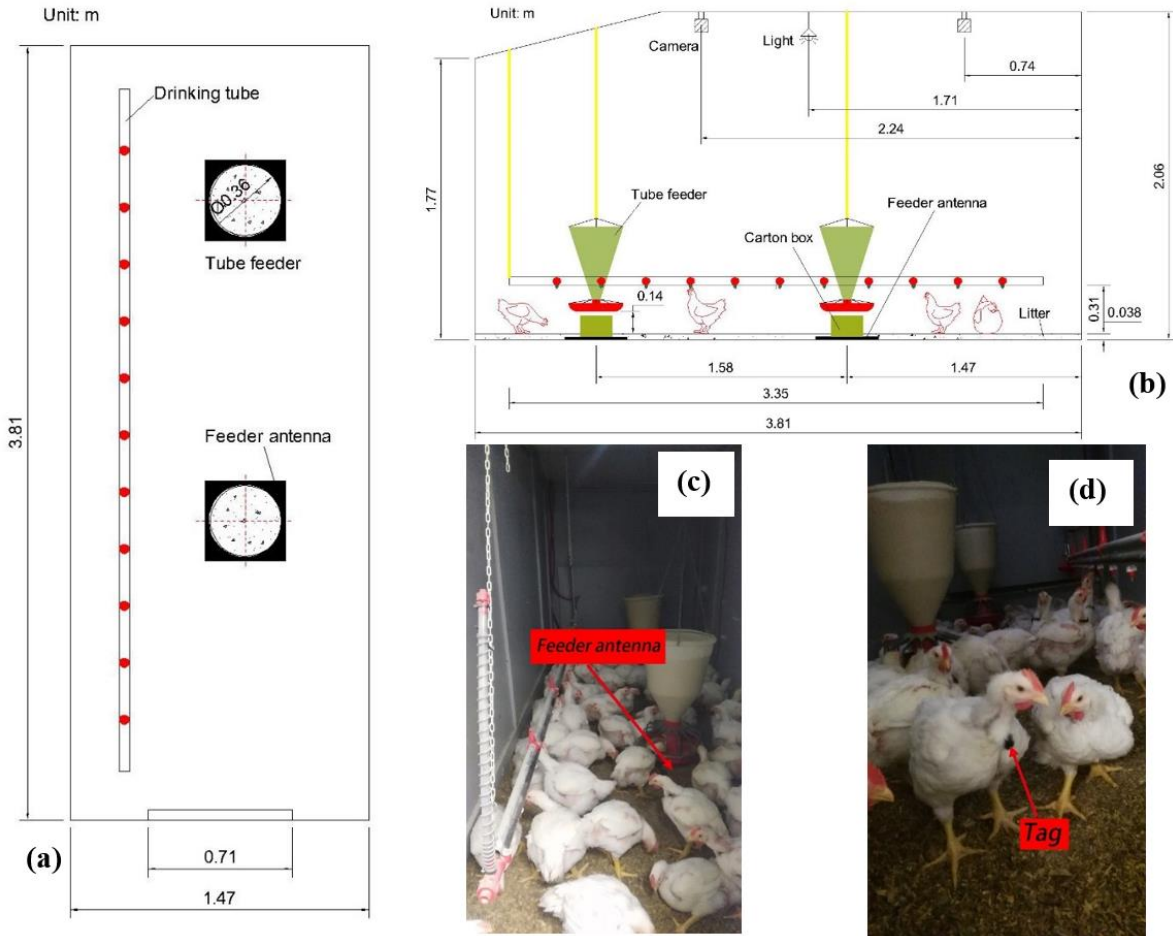 Unit: m
Drinking tube
Ø0.36
Tube feeder
Feeder antenna
3.81
0.71
1.47
(a)
Unit: m
Camera
Light
0.74
1.71
2.24
1.77
2.06
Tube feeder
Feeder antenna
Carton box
0.14
0.31
0.038
Litter
1.58
1.47
3.35
3.81
(b)
(c)
Feeder antenna
(d)
Tag